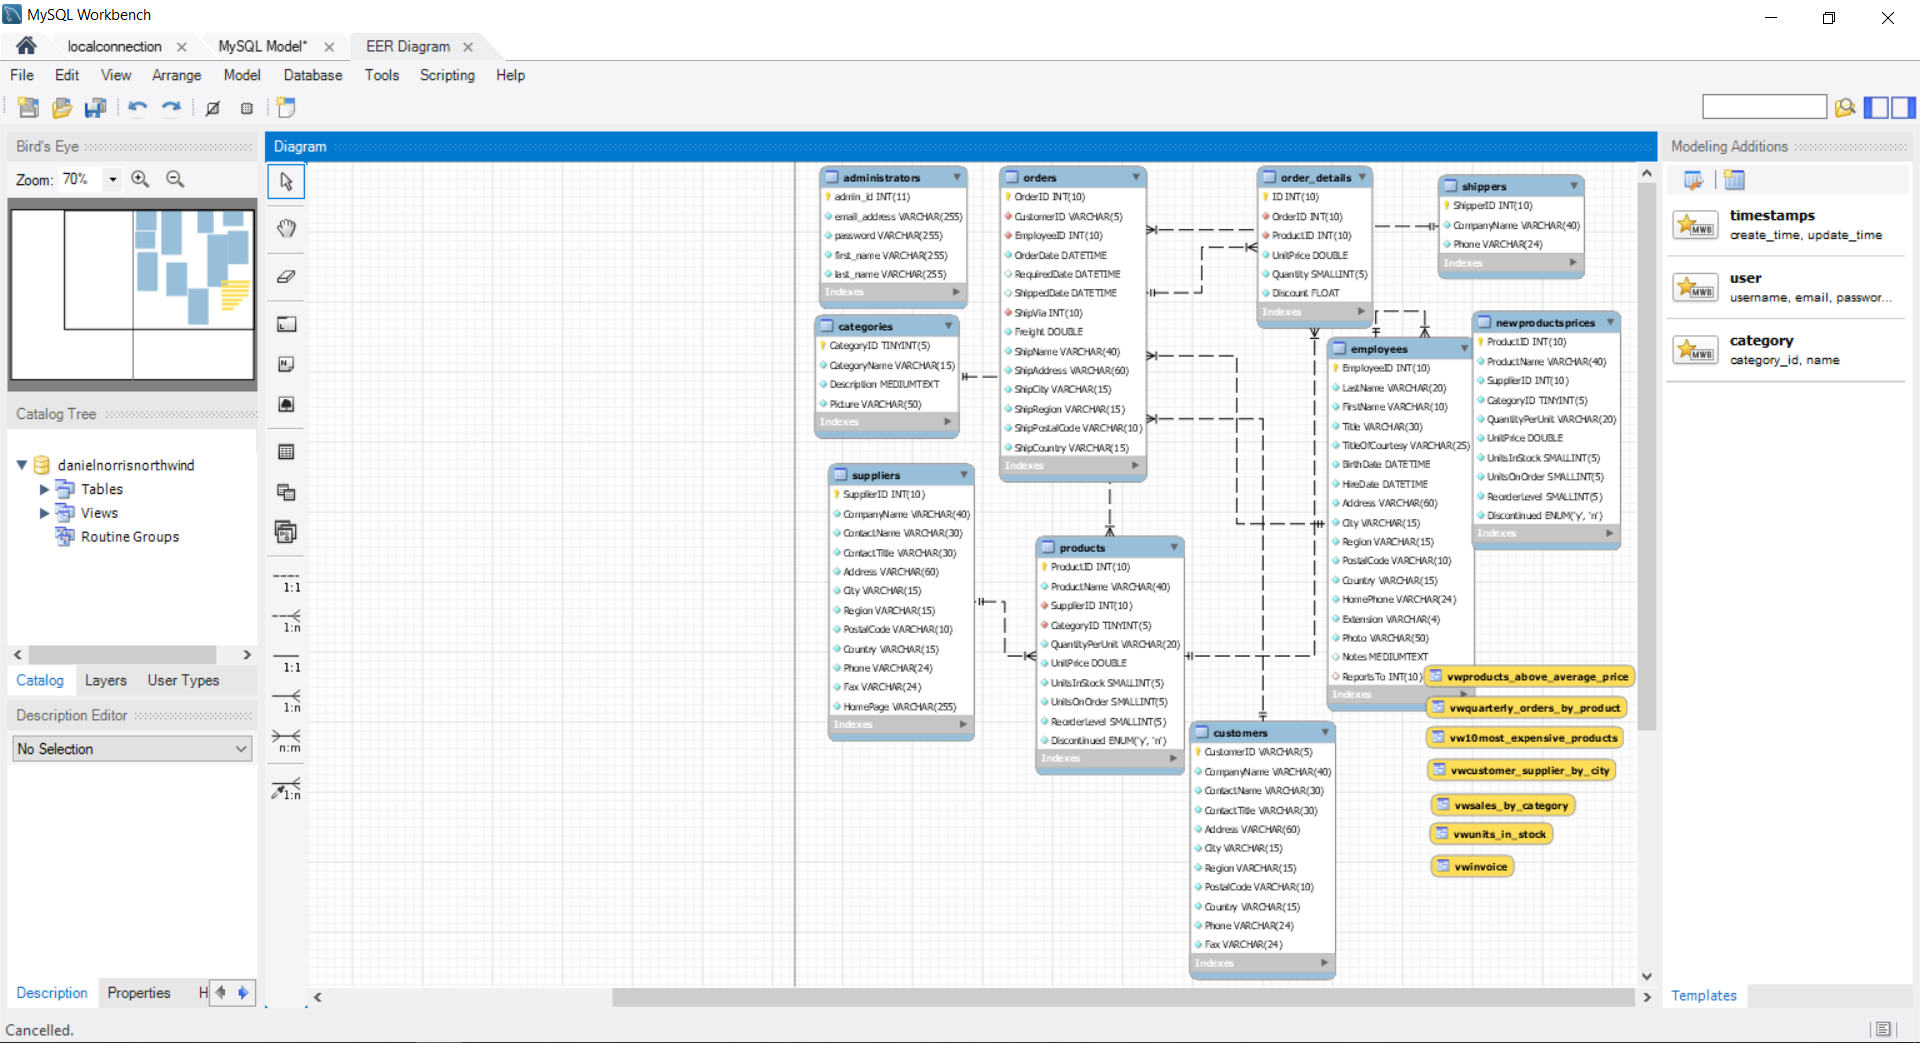 MySQL Workbench
localconnection
MySQL Model*
EER Diagram
File Edit View Arrange Model Database Tools Scripting Help
Bird's Eye
Zoom: 70%
Catalog Tree
danielnorrisnorthwind
Tables
Views
Routine Groups
Catalog Layers User Types
Description Editor
No Selection
Description Properties H
Cancelled.
Diagram
1:1
1:n
1:1
1:n
n:m
1:n
administrators
admin_id INT(11)
email_address VARCHAR(255)
password VARCHAR(255)
first_name VARCHAR(255)
last_name VARCHAR(255)
Indexes
categories
CategoryID TINYINT(5)
CategoryName VARCHAR(15)
Description MEDIUMTEXT
Picture VARCHAR(50)
Indexes
suppliers
SupplierID INT(10)
CompanyName VARCHAR(40)
ContactName VARCHAR(30)
ContactTitle VARCHAR(30)
Address VARCHAR(60)
City VARCHAR(15)
Region VARCHAR(15)
PostalCode VARCHAR(10)
Country VARCHAR(15)
Phone VARCHAR(24)
Fax VARCHAR(24)
HomePage VARCHAR(255)
Indexes
orders
OrderID INT(10)
CustomerID VARCHAR(5)
EmployeeID INT(10)
OrderDate DATETIME
RequiredDate DATETIME
ShippedDate DATETIME
ShipVia INT(10)
Freight DOUBLE
ShipName VARCHAR(40)
ShipAddress VARCHAR(60)
ShipCity VARCHAR(15)
ShipRegion VARCHAR(15)
ShipPostalCode VARCHAR(10)
ShipCountry VARCHAR(15)
Indexes
products
ProductID INT(10)
ProductName VARCHAR(40)
SupplierID INT(10)
CategoryID TINYINT(5)
QuantityPerUnit VARCHAR(20)
UnitPrice DOUBLE
UnitsInStock SMALLINT(5)
UnitsOnOrder SMALLINT(5)
ReorderLevel SMALLINT(5)
Discontinued ENUM('y', 'n')
Indexes
order_details
ID INT(10)
OrderID INT(10)
ProductID INT(10)
UnitPrice DOUBLE
Quantity SMALLINT(5)
Discount FLOAT
Indexes
shippers
ShipperID INT(10)
CompanyName VARCHAR(40)
Phone VARCHAR(24)
Indexes
employees
EmployeeID INT(10)
LastName VARCHAR(20)
FirstName VARCHAR(10)
Title VARCHAR(30)
TitleOfCourtesy VARCHAR(25)
BirthDate DATETIME
HireDate DATETIME
Address VARCHAR(60)
City VARCHAR(15)
Region VARCHAR(15)
PostalCode VARCHAR(10)
Country VARCHAR(15)
HomePhone VARCHAR(24)
Extension VARCHAR(4)
Photo VARCHAR(50)
Notes MEDIUMTEXT
ReportsTo INT(10)
Indexes
newproductsprices
ProductID INT(10)
ProductName VARCHAR(40)
SupplierID INT(10)
CategoryID TINYINT(5)
QuantityPerUnit VARCHAR(20)
UnitPrice DOUBLE
UnitsInStock SMALLINT(5)
UnitsOnOrder SMALLINT(5)
ReorderLevel SMALLINT(5)
Discontinued ENUM('y', 'n')
Indexes
customers
CustomerID VARCHAR(5)
CompanyName VARCHAR(40)
ContactName VARCHAR(30)
ContactTitle VARCHAR(30)
Address VARCHAR(60)
City VARCHAR(15)
Region VARCHAR(15)
PostalCode VARCHAR(10)
Country VARCHAR(15)
Phone VARCHAR(24)
Fax VARCHAR(24)
Indexes
vwproducts_above_average_price
vwquarterly_orders_by_product
vw10most_expensive_products
vwcustomer_supplier_by_city
vwsales_by_category
vwunits_in_stock
vwinvoice
Modeling Additions
MWB
timestamps
create_time, update_time
MWB
user
username, email, passwor...
MWB
category
category_id, name
Templates